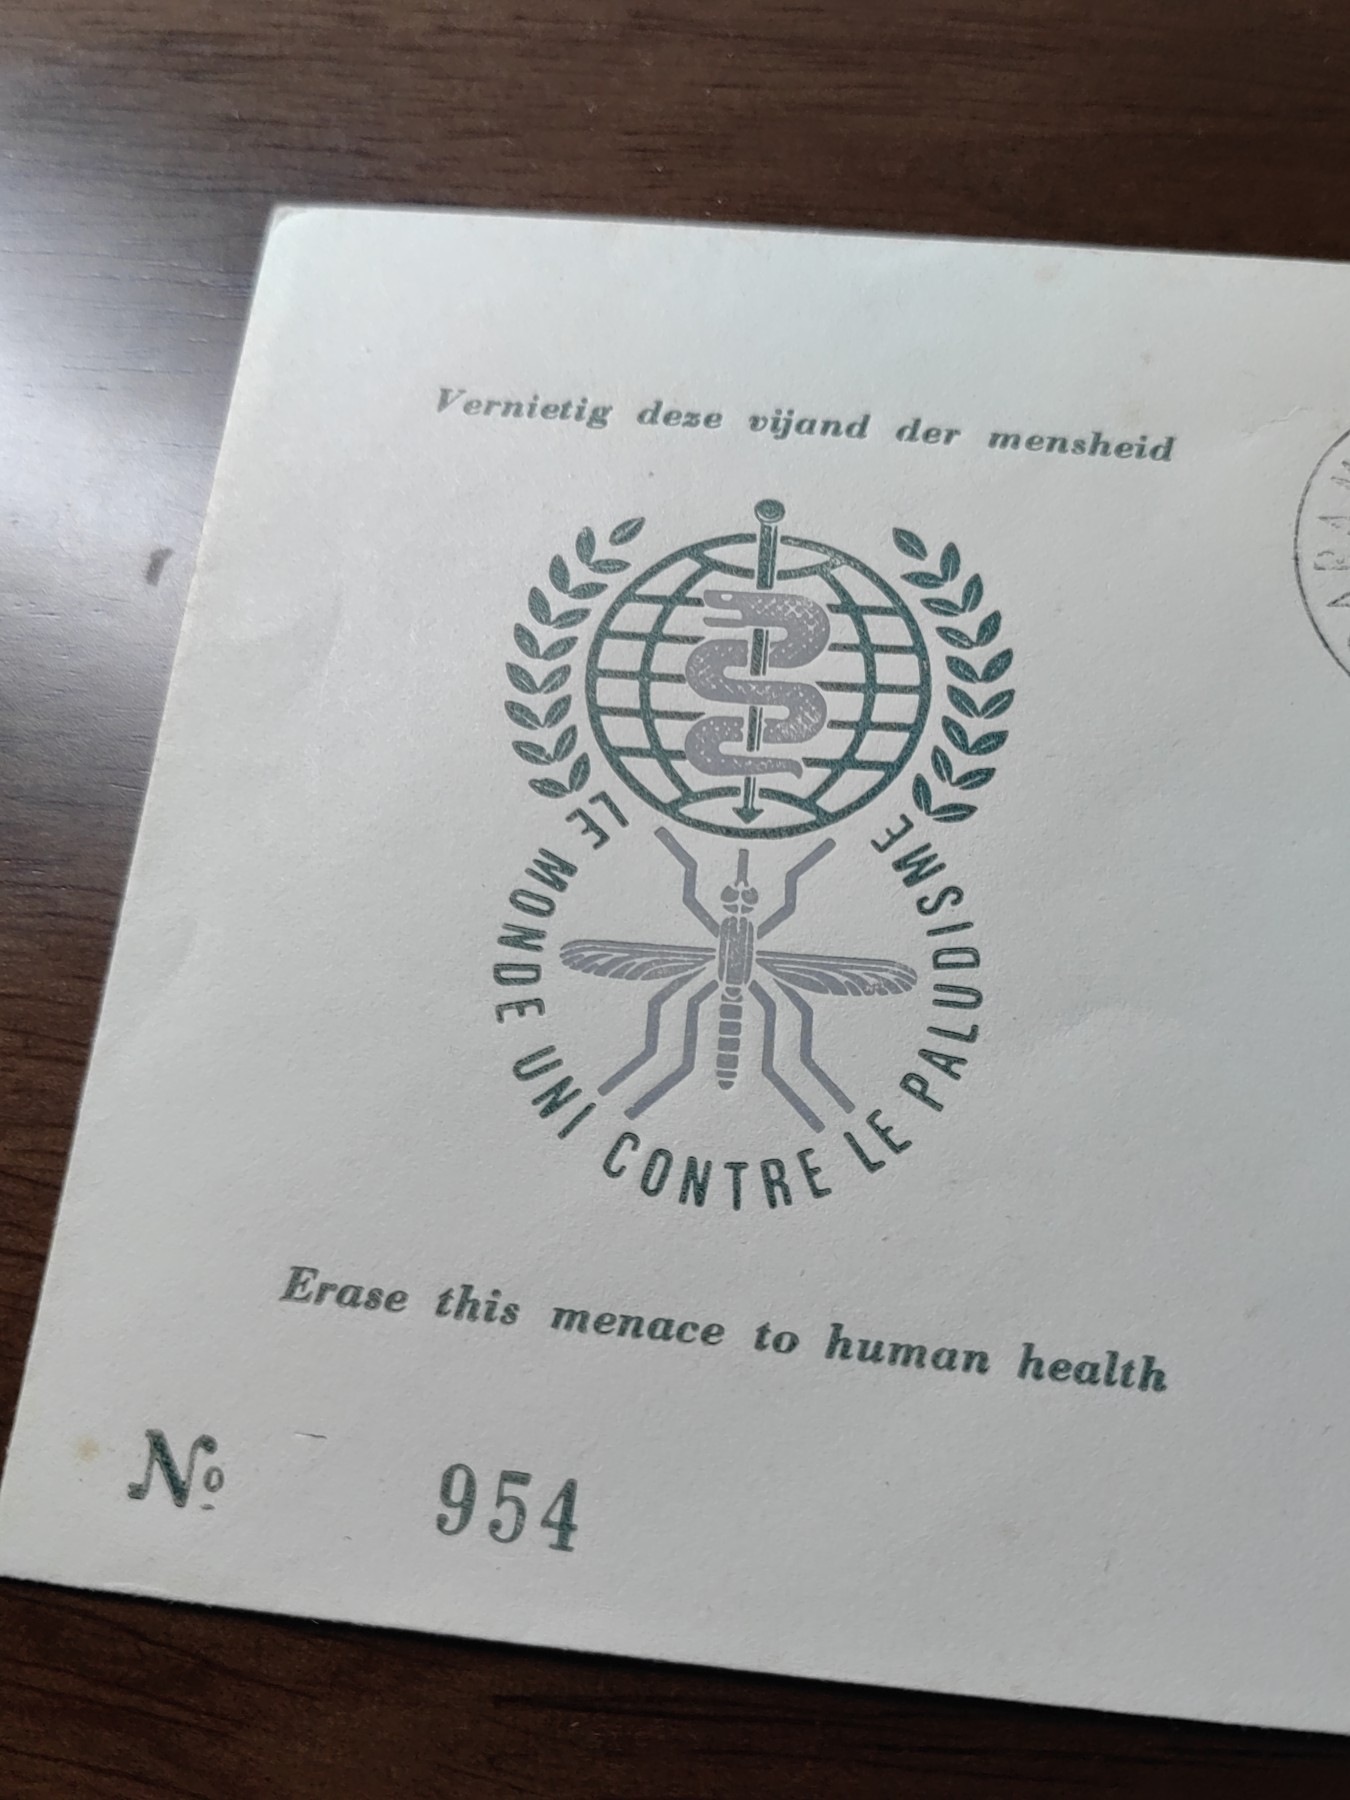 Vernietig deze vijand der mensheid
LE MONDE UNI CONTRE LE PALUDISME
Erase this menace to human health
No 954